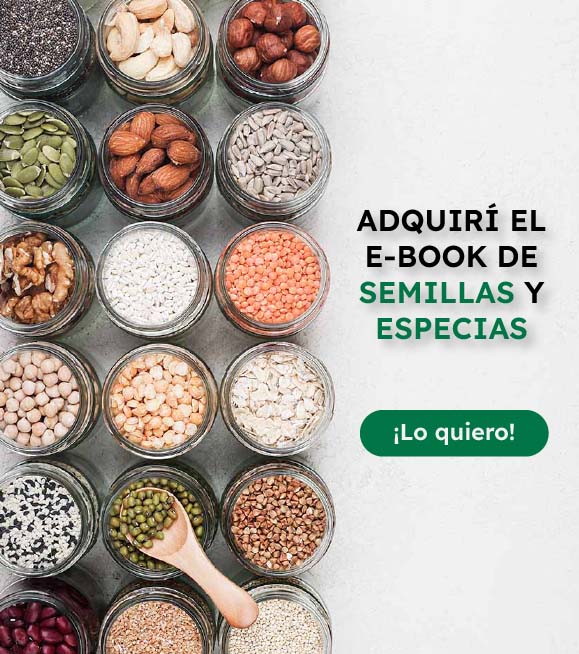 ADQUIRÍ EL
E-BOOK DE
SEMILLAS Y
ESPECIAS
¡Lo quiero!